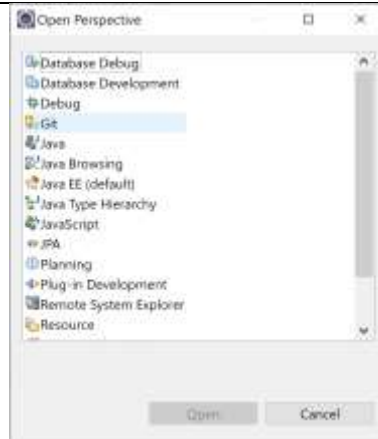 Open Perspective
Database Debug
Database Development
Debug
Git
Java
Java Browsing
Java EE (default)
Java Type Hierarchy
JavaScript
JPA
Planning
Plug-in Development
Remote System Explorer
Resource
Open
Cancel